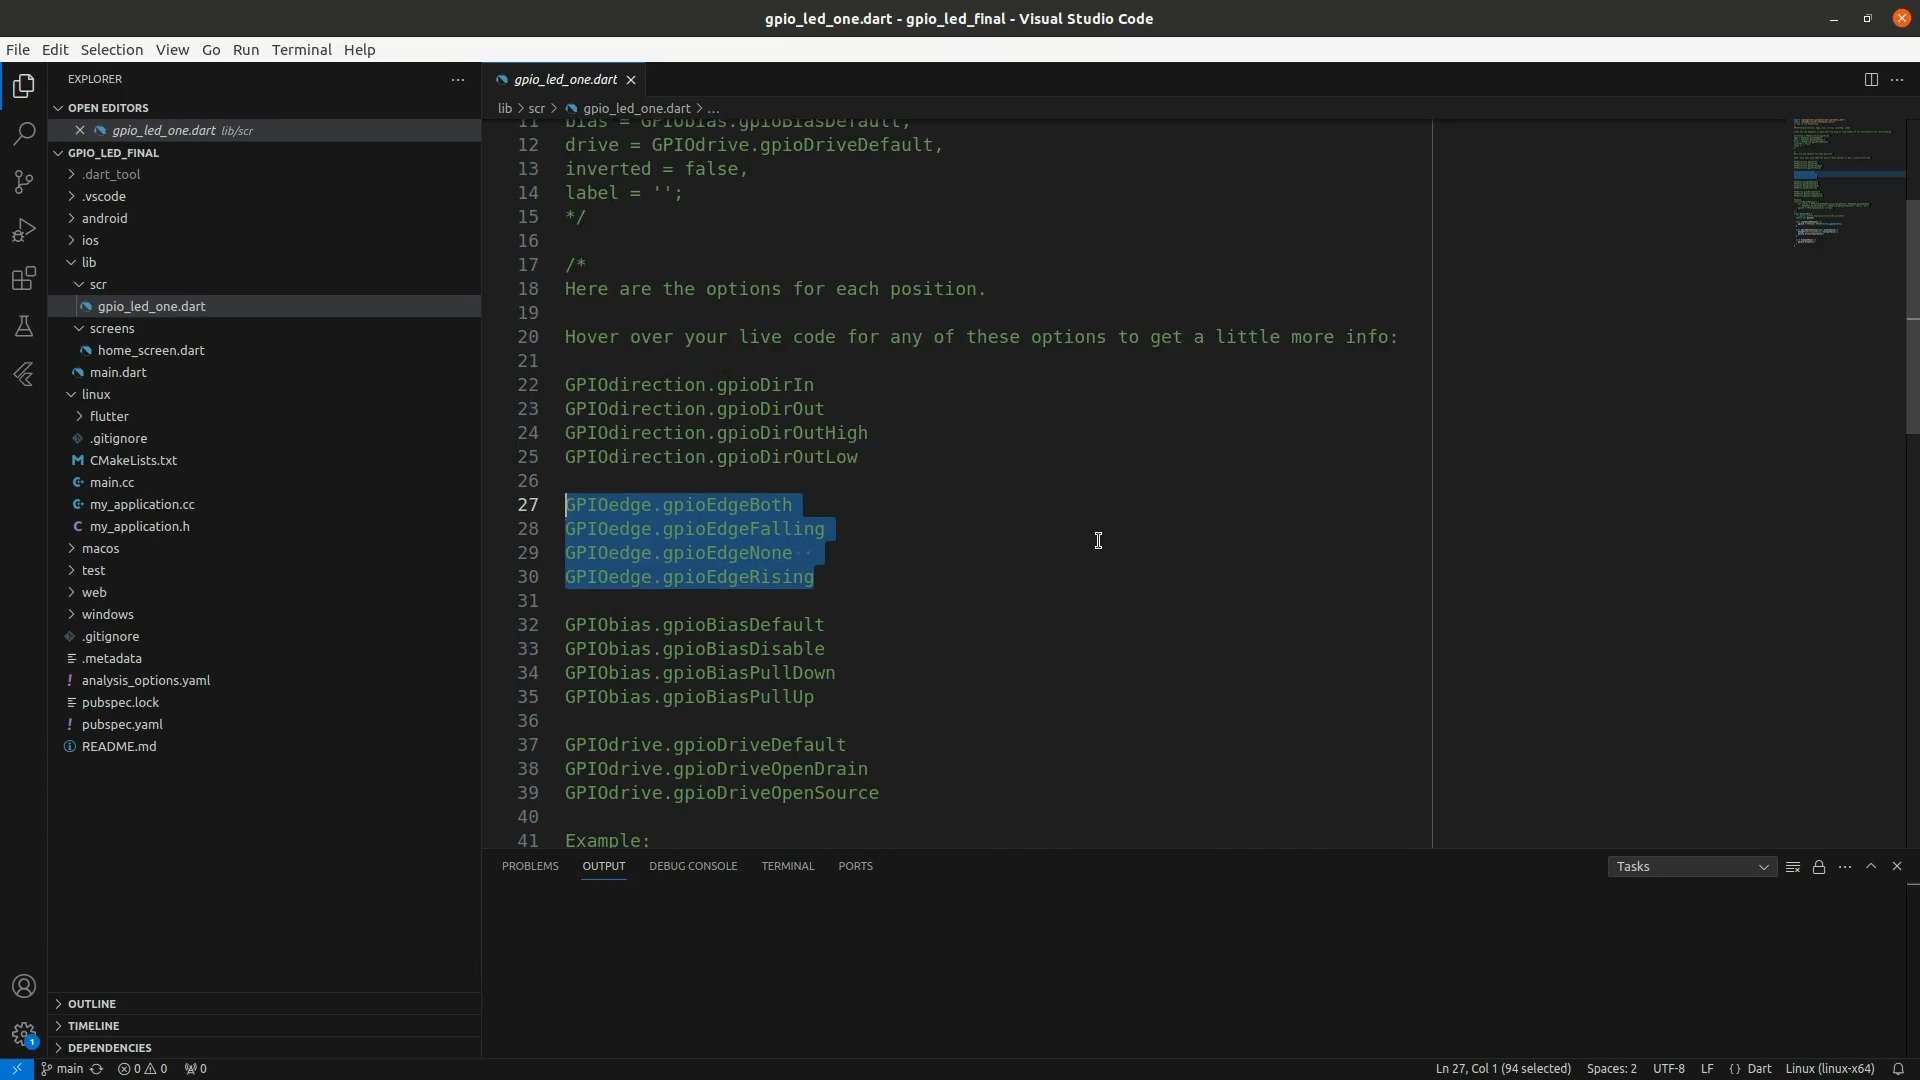 gpio_led_one.dart - gpio_led_final - Visual Studio Code
File Edit Selection View Go Run Terminal Help
EXPLORER
OPEN EDITORS
gpio_led_one.dart lib/scr
GPIO_LED_FINAL
.dart_tool
.vscode
android
ios
lib
scr
gpio_led_one.dart
screens
home_screen.dart
main.dart
linux
flutter
.gitignore
CMakeLists.txt
main.cc
my_application.cc
my_application.h
macos
test
web
windows
.gitignore
.metadata
analysis_options.yaml
pubspec.lock
pubspec.yaml
README.md
OUTLINE
TIMELINE
DEPENDENCIES
gpio_led_one.dart
lib > scr > gpio_led_one.dart > ...
11 bias = GPIObias.gpioBiasDefault,
12 drive = GPIOdrive.gpioDriveDefault,
13 inverted = false,
14 label = '';
15 */
16
17 /*
18 Here are the options for each position.
19
20 Hover over your live code for any of these options to get a little more info:
21
22 GPIOdirection.gpioDirIn
23 GPIOdirection.gpioDirOut
24 GPIOdirection.gpioDirOutHigh
25 GPIOdirection.gpioDirOutLow
26
27 GPIOedge.gpioEdgeBoth
28 GPIOedge.gpioEdgeFalling
29 GPIOedge.gpioEdgeNone
30 GPIOedge.gpioEdgeRising
31
32 GPIObias.gpioBiasDefault
33 GPIObias.gpioBiasDisable
34 GPIObias.gpioBiasPullDown
35 GPIObias.gpioBiasPullUp
36
37 GPIOdrive.gpioDriveDefault
38 GPIOdrive.gpioDriveOpenDrain
39 GPIOdrive.gpioDriveOpenSource
40
41 Example:
PROBLEMS OUTPUT DEBUG CONSOLE TERMINAL PORTS
Tasks
1
main 0 0 0
Ln 27, Col 1 (94 selected) Spaces: 2 UTF-8 LF { } Dart Linux (linux-x64)